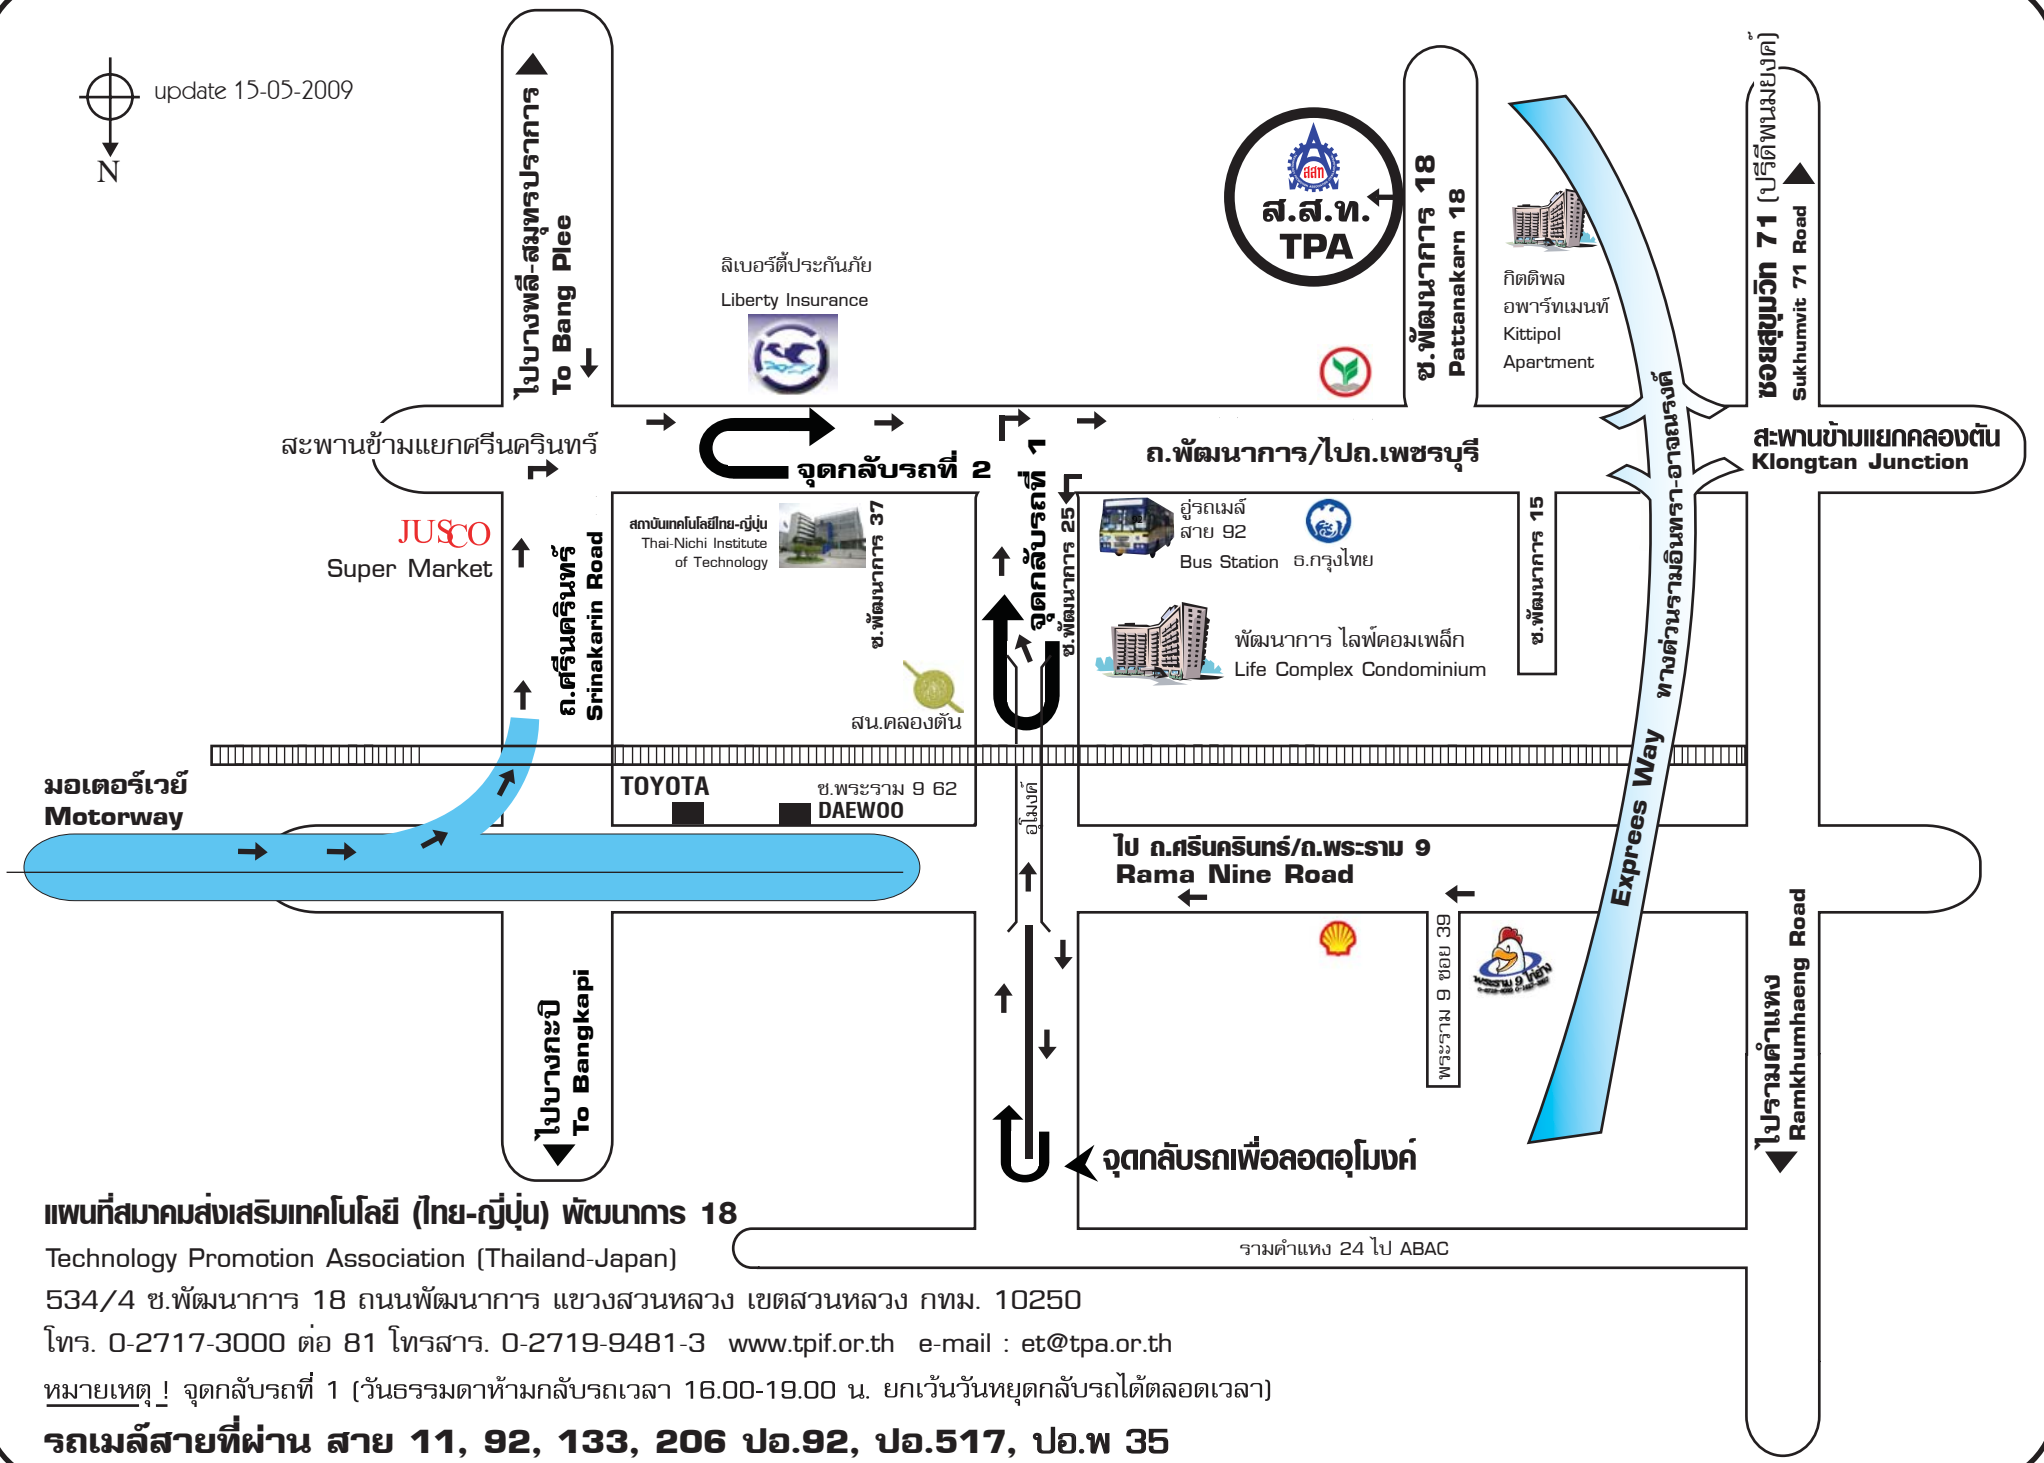 update 15-05-2009
N
ไปบางพลี-สมุทรปราการ
To Bang Plee
ส.ส.ท.
TPA
สสท
ซ.พัฒนาการ 18
Pattanakarn 18
ซอยสุขุมวิท 71 (ปรีดีพนมยงค์)
Sukhumvit 71 Road
ลิเบอร์ตี้ประกันภัย
Liberty Insurance
กิตติพล
อพาร์ทเมนท์
Kittipol
Apartment
สะพานข้ามแยกศรีนครินทร์
จุดกลับรถที่ 2
จุดกลับรถที่ 1
ถ.พัฒนาการ/ไปถ.เพชรบุรี
สะพานข้ามแยกคลองตัน
Klongtan Junction
JUSCO
Super Market
ถ.ศรีนครินทร์
Srinakarin Road
สถาบันเทคโนโลยีไทย-ญี่ปุ่น
Thai-Nichi Institute
of Technology
ซ.พัฒนาการ 37
ซ.พัฒนาการ 25
อู่รถเมล์
สาย 92
Bus Station
ธ.กรุงไทย
ซ.พัฒนาการ 15
พัฒนาการ ไลฟ์คอมเพล็ก
Life Complex Condominium
สน.คลองตัน
Exprees Way ทางด่วนรามอินทรา-อาจณรงค์
มอเตอร์เวย์
Motorway
TOYOTA
ซ.พระราม 9 62
DAEWOO
อุโมงค์
ไป ถ.ศรีนครินทร์/ถ.พระราม 9
Rama Nine Road
พระราม 9 ซอย 39
พระราม 9 ไก่ย่าง
ไปบางกะปิ
To Bangkapi
ไปรามคำแหง
Ramkhumhaeng Road
จุดกลับรถเพื่อลอดอุโมงค์
แผนที่สมาคมส่งเสริมเทคโนโลยี (ไทย-ญี่ปุ่น) พัฒนาการ 18
Technology Promotion Association (Thailand-Japan)
รามคำแหง 24 ไป ABAC
534/4 ซ.พัฒนาการ 18 ถนนพัฒนาการ แขวงสวนหลวง เขตสวนหลวง กทม. 10250
โทร. 0-2717-3000 ต่อ 81 โทรสาร. 0-2719-9481-3 www.tpif.or.th e-mail : et@tpa.or.th
หมายเหตุ ! จุดกลับรถที่ 1 (วันธรรมดาห้ามกลับรถเวลา 16.00-19.00 น. ยกเว้นวันหยุดกลับรถได้ตลอดเวลา)
รถเมล์สายที่ผ่าน สาย 11, 92, 133, 206 ปอ.92, ปอ.517, ปอ.พ 35